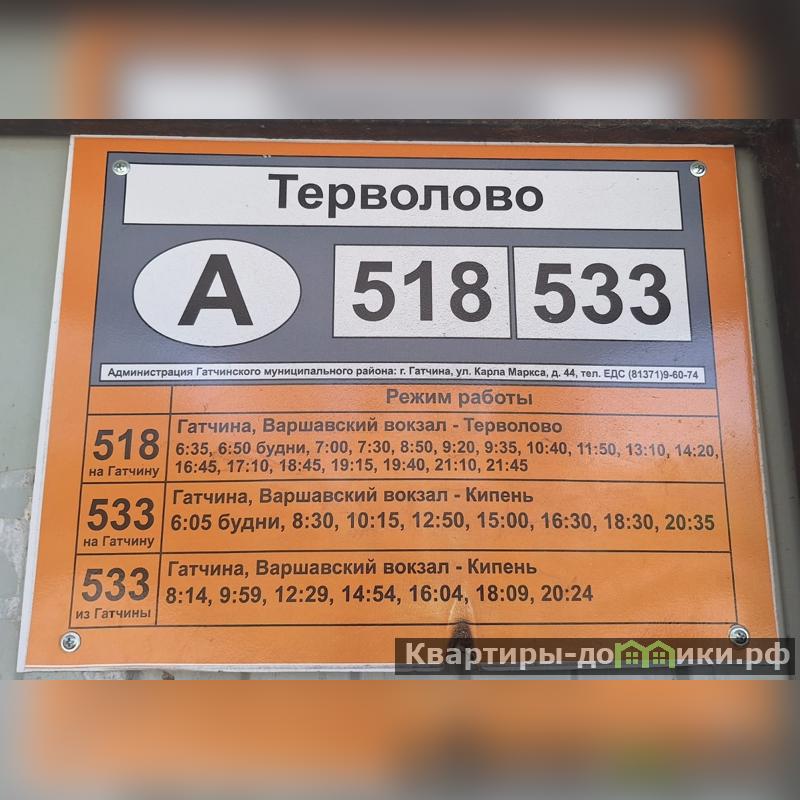 Терволово
А 518 533
Администрация Гатчинского муниципального района: г. Гатчина, ул. Карла Маркса, д. 44, тел. ЕДС (81371)9-60-74
Режим работы
518 на Гатчину
Гатчина, Варшавский вокзал - Терволово
6:35, 6:50 будни, 7:00, 7:30, 8:50, 9:20, 9:35, 10:40, 11:50, 13:10, 14:20,
16:45, 17:10, 18:45, 19:15, 19:40, 21:10, 21:45
533 на Гатчину
Гатчина, Варшавский вокзал - Кипень
6:05 будни, 8:30, 10:15, 12:50, 15:00, 16:30, 18:30, 20:35
533 из Гатчины
Гатчина, Варшавский вокзал - Кипень
8:14, 9:59, 12:29, 14:54, 16:04, 18:09, 20:24
Квартиры-домики.рф